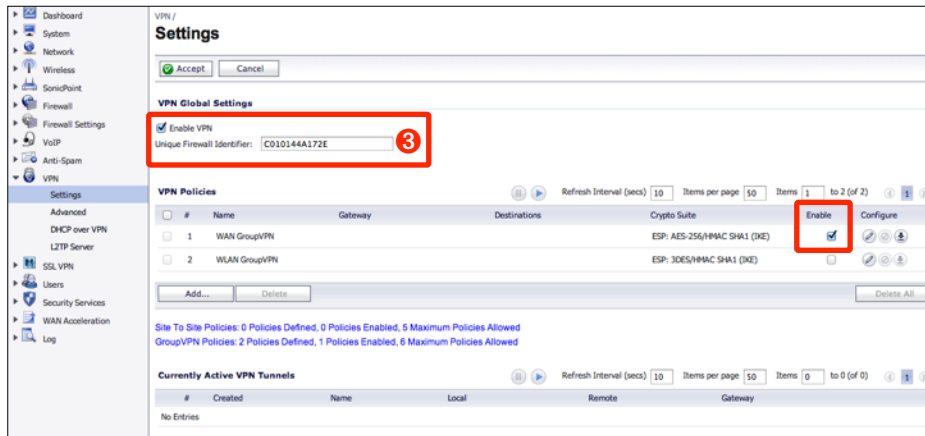 Dashboard
System
Network
Wireless
SonicPoint
Firewall
Firewall Settings
VoIP
Anti-Spam
VPN
Settings
Advanced
DHCP over VPN
L2TP Server
SSL VPN
Users
Security Services
WAN Acceleration
Log
VPN /
Settings
Accept Cancel
VPN Global Settings
Enable VPN
Unique Firewall Identifier: C010144A172E
3
VPN Policies Refresh Interval (secs) 10 Items per page 50 Items 1 to 2 (of 2) 1
# Name Gateway Destinations Crypto Suite Enable Configure
1 WAN GroupVPN ESP: AES-256/HMAC SHA1 (IKE)
2 WLAN GroupVPN ESP: 3DES/HMAC SHA1 (IKE)
Add... Delete Delete All
Site To Site Policies: 0 Policies Defined, 0 Policies Enabled, 5 Maximum Policies Allowed
GroupVPN Policies: 2 Policies Defined, 1 Policies Enabled, 6 Maximum Policies Allowed
Currently Active VPN Tunnels Refresh Interval (secs) 10 Items per page 50 Items 0 to 0 (of 0) 1
# Created Name Local Remote Gateway
No Entries